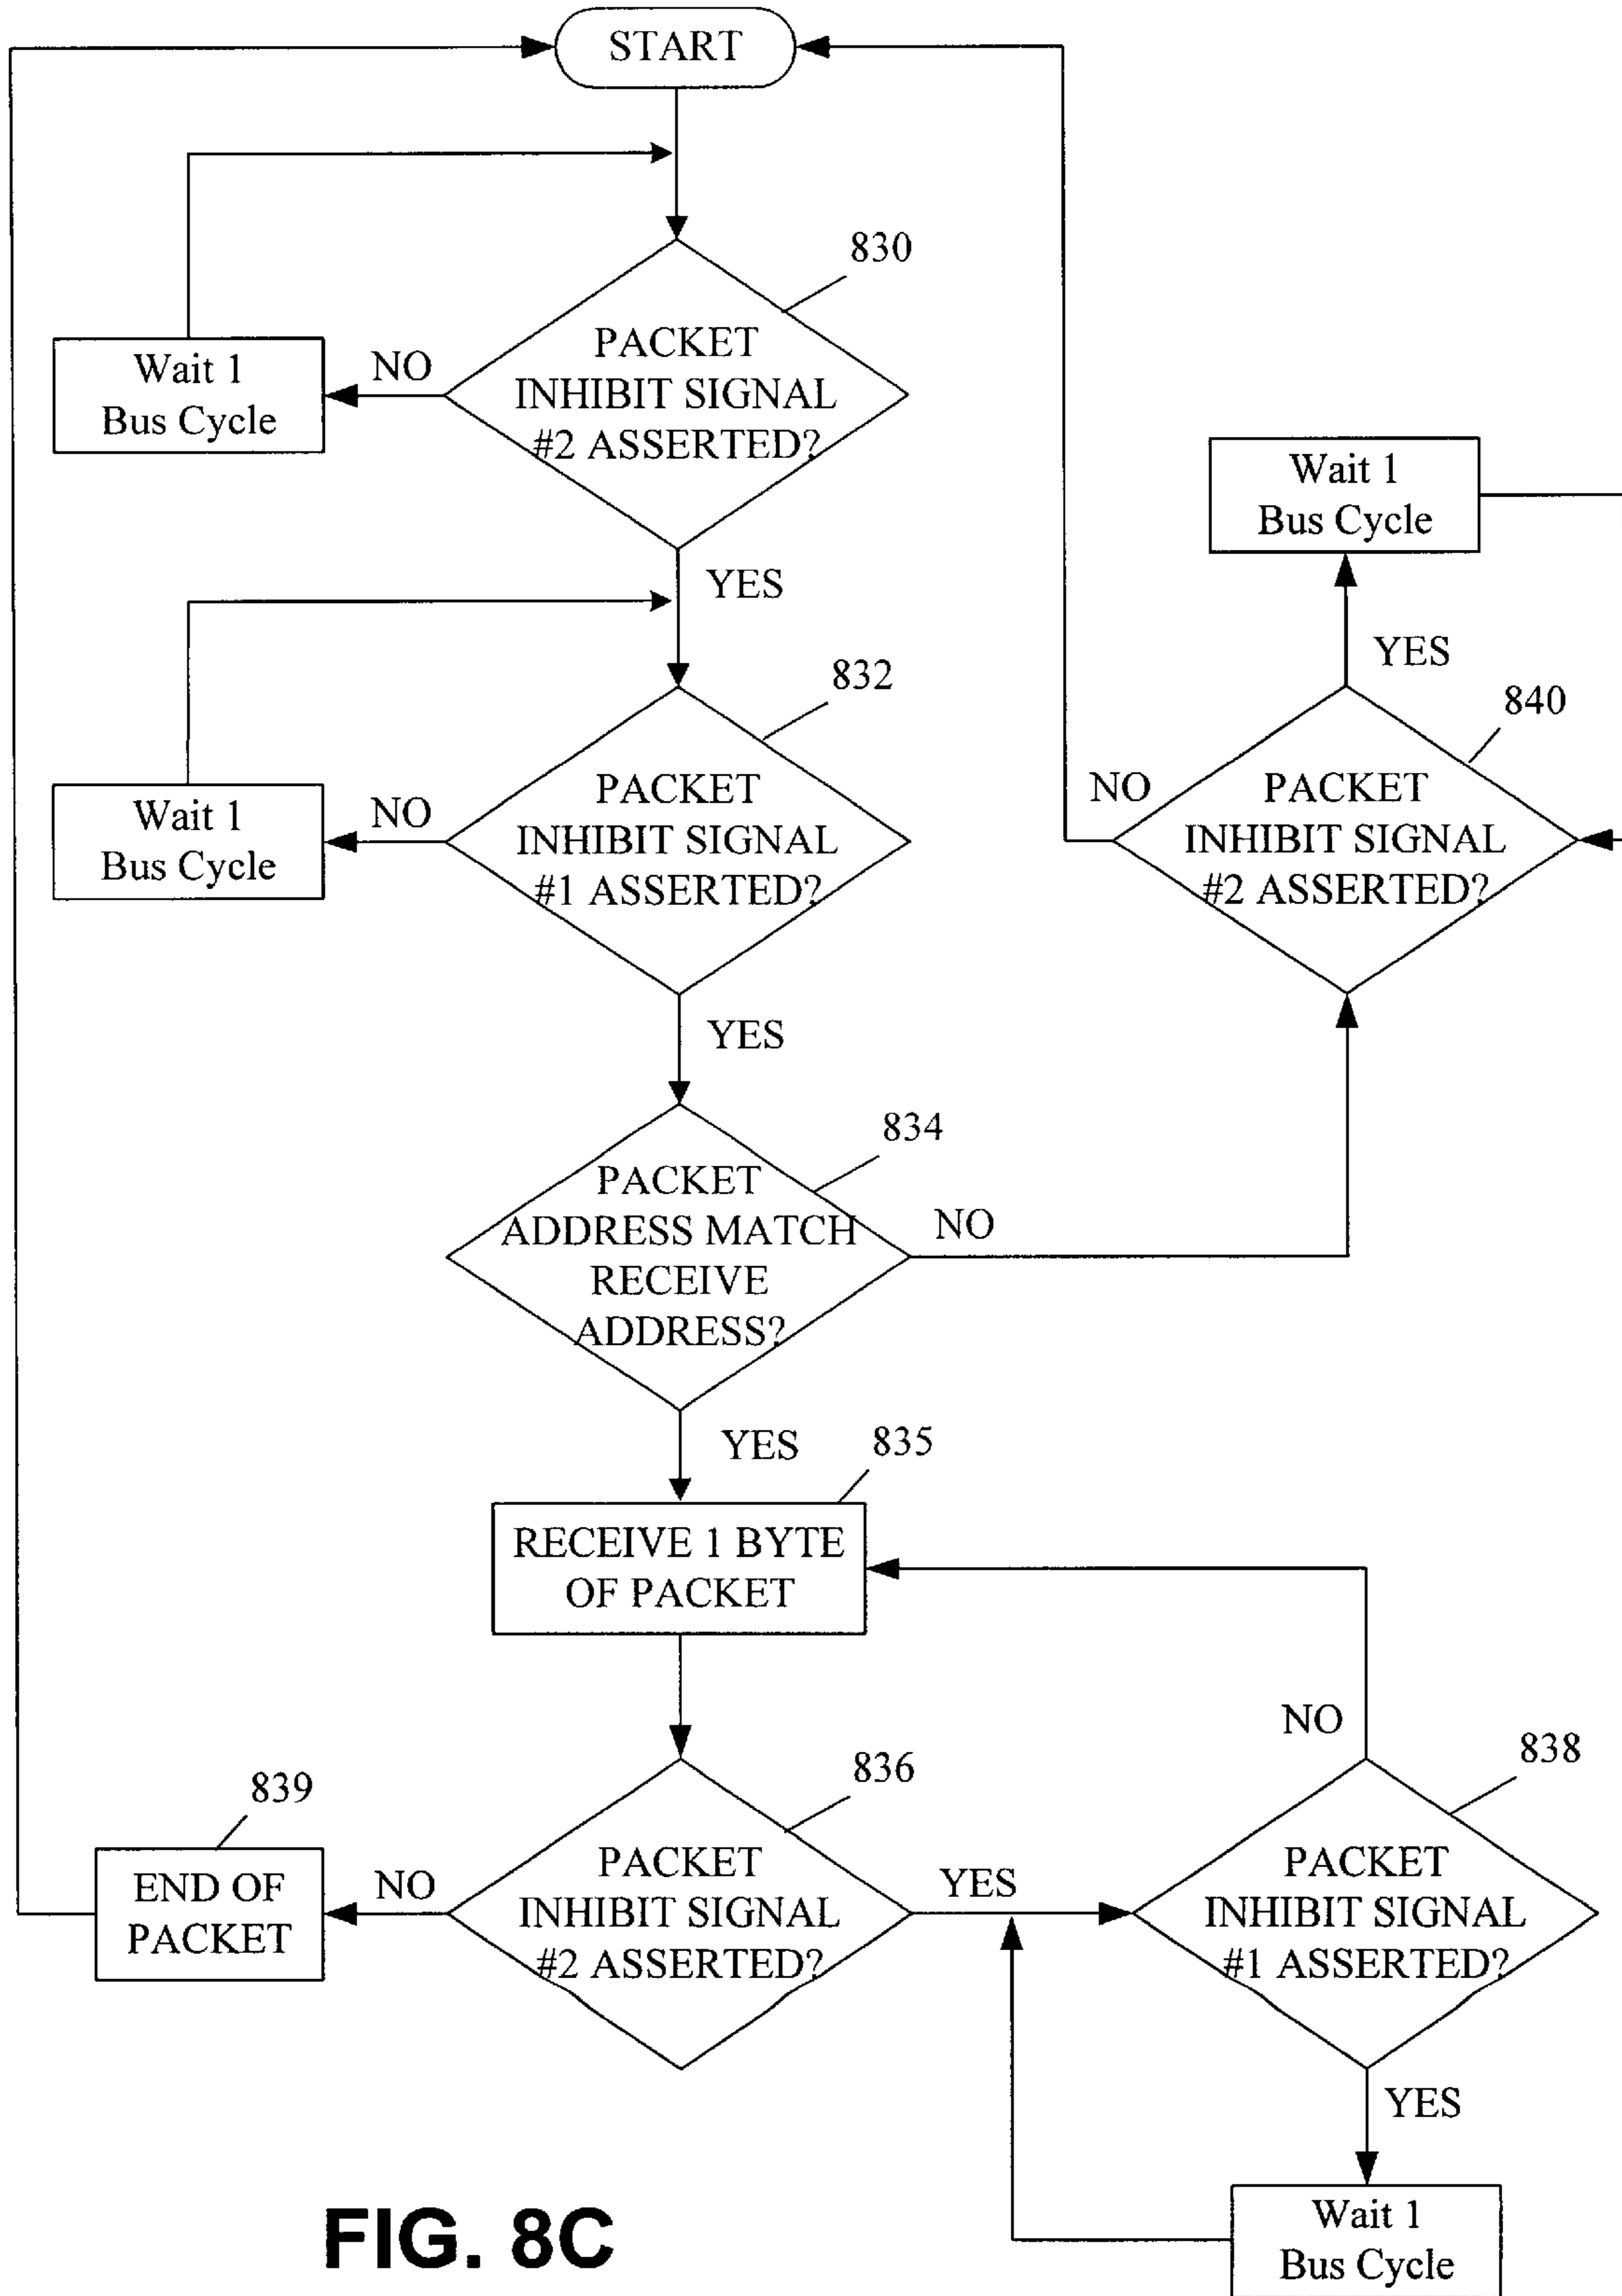 START
830
PACKET
INHIBIT SIGNAL
#2 ASSERTED?
NO
Wait 1
Bus Cycle
YES
832
PACKET
INHIBIT SIGNAL
#1 ASSERTED?
NO
Wait 1
Bus Cycle
YES
834
PACKET
ADDRESS MATCH
RECEIVE
ADDRESS?
NO
840
PACKET
INHIBIT SIGNAL
#2 ASSERTED?
NO
YES
Wait 1
Bus Cycle
YES
835
RECEIVE 1 BYTE
OF PACKET
836
PACKET
INHIBIT SIGNAL
#2 ASSERTED?
NO
839
END OF
PACKET
YES
838
PACKET
INHIBIT SIGNAL
#1 ASSERTED?
NO
YES
Wait 1
Bus Cycle
FIG. 8C